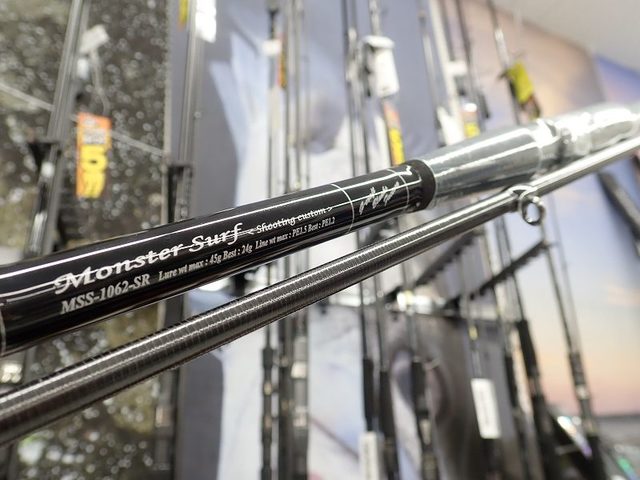 Monster Surf < Shooting custom >
MSS-1062-SR Lure wt max : 45g Best : 24g Line wt max : PE1.5 Best : PE1.2